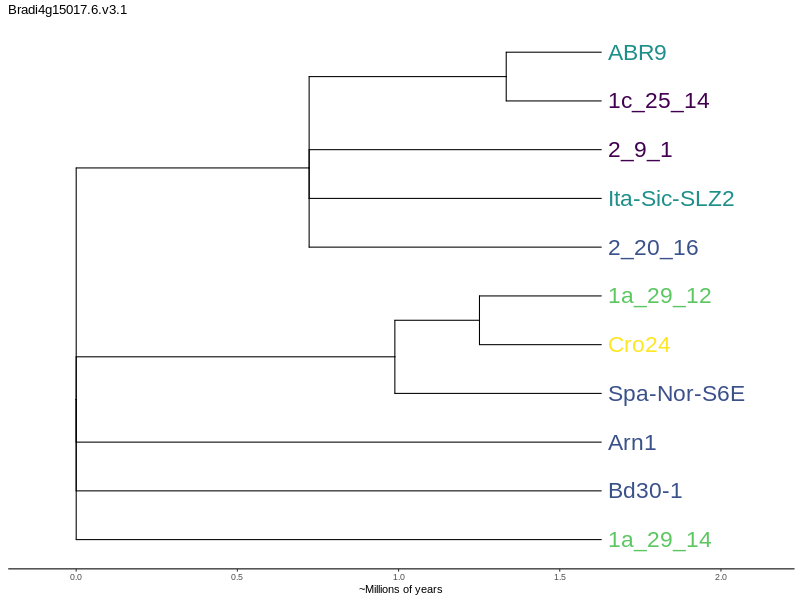 Bradi4g15017.6.v3.1
ABR9
1c_25_14
2_9_1
Ita-Sic-SLZ2
2_20_16
1a_29_12
Cro24
Spa-Nor-S6E
Arn1
Bd30-1
1a_29_14
0.0 0.5 1.0 1.5 2.0
~Millions of years